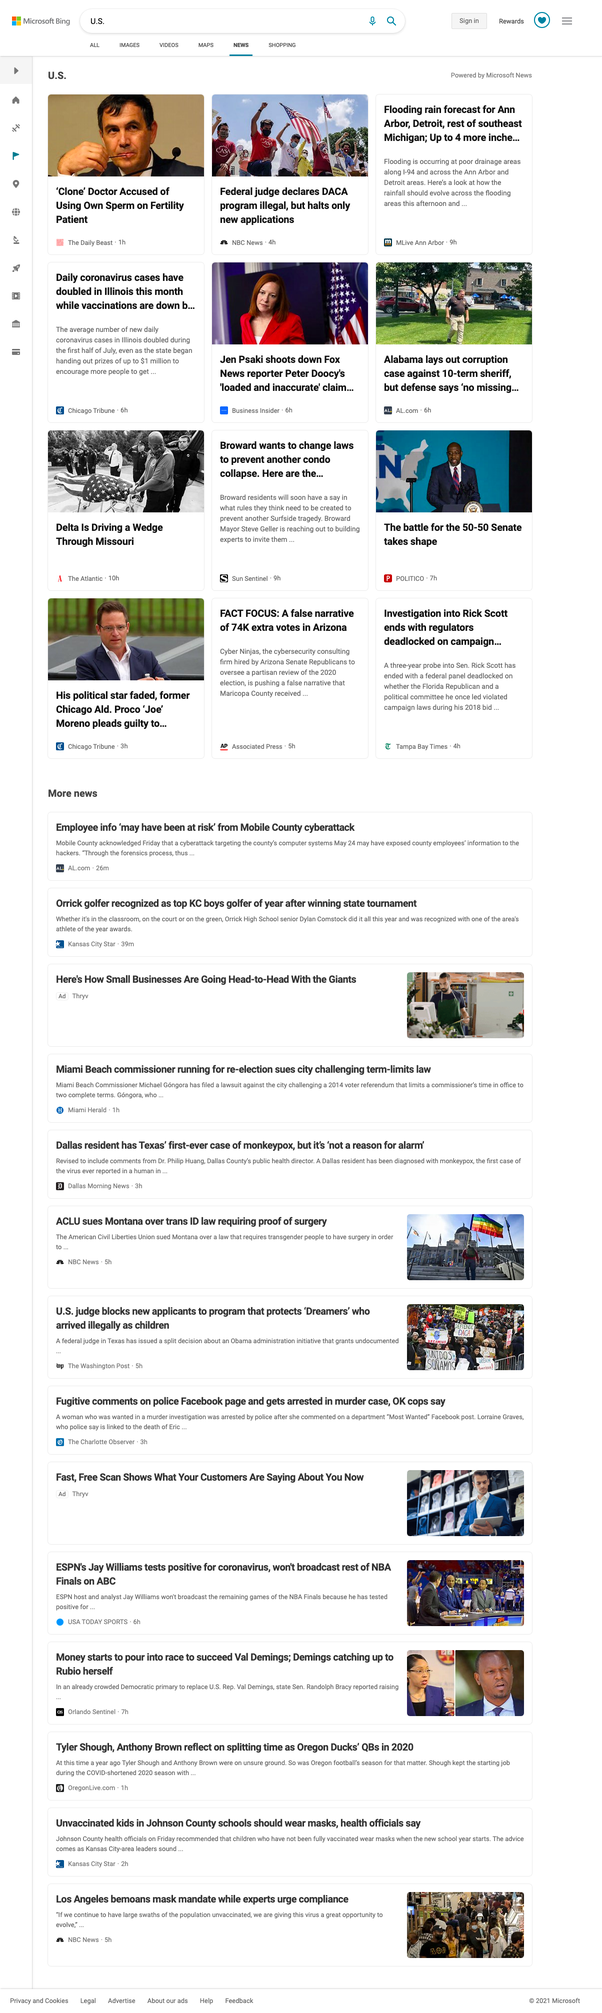 Microsoft Bing
U.S.
Sign in
Rewards
ALL
IMAGES
VIDEOS
MAPS
NEWS
SHOPPING
U.S.
Powered by Microsoft News
'Clone' Doctor Accused of
Using Own Sperm on Fertility
Patient
The Daily Beast · 1h
Federal judge declares DACA
program illegal, but halts only
new applications
NBC News · 4h
Flooding rain forecast for Ann
Arbor, Detroit, rest of southeast
Michigan; Up to 4 more inche...
Flooding is occurring at poor drainage areas
along I-94 and across the Ann Arbor and
Detroit areas. Here's a look at how the
rainfall should evolve across the flooding
areas this afternoon and ...
MLive Ann Arbor · 9h
Daily coronavirus cases have
doubled in Illinois this month
while vaccinations are down b...
The average number of new daily
coronavirus cases in Illinois doubled during
the first half of July, even as the state began
handing out prizes of up to $1 million to
encourage more people to get ...
Chicago Tribune · 6h
Jen Psaki shoots down Fox
News reporter Peter Doocy's
'loaded and inaccurate' claim...
Business Insider · 6h
Alabama lays out corruption
case against 10-term sheriff,
but defense says 'no missing...
AL.com · 6h
Delta Is Driving a Wedge
Through Missouri
The Atlantic · 10h
Broward wants to change laws
to prevent another condo
collapse. Here are the...
Broward residents will soon have a say in
what rules they think need to be created to
prevent another Surfside tragedy. Broward
Mayor Steve Geller is reaching out to building
experts to invite them ...
Sun Sentinel · 9h
The battle for the 50-50 Senate
takes shape
POLITICO · 7h
His political star faded, former
Chicago Ald. Proco 'Joe'
Moreno pleads guilty to...
Chicago Tribune · 3h
FACT FOCUS: A false narrative
of 74K extra votes in Arizona
Cyber Ninjas, the cybersecurity consulting
firm hired by Arizona Senate Republicans to
oversee a partisan review of the 2020
election, is pushing a false narrative that
Maricopa County received ...
AP
Associated Press · 5h
Investigation into Rick Scott
ends with regulators
deadlocked on campaign...
A three-year probe into Sen. Rick Scott has
ended with a federal panel deadlocked on
whether the Florida Republican and a
political committee he once led violated
campaign laws during his 2018 bid ...
Tampa Bay Times · 4h
More news
Employee info 'may have been at risk' from Mobile County cyberattack
Mobile County acknowledged Friday that a cyberattack targeting the county's computer systems May 24 may have exposed county employees' information to the
hackers. "Through the forensics process, thus ...
AL.com · 26m
Orrick golfer recognized as top KC boys golfer of year after winning state tournament
Whether it's in the classroom, on the court or on the green, Orrick High School senior Dylan Comstock did it all this year and was recognized with one of the area's
athlete of the year awards.
Kansas City Star · 39m
Here's How Small Businesses Are Going Head-to-Head With the Giants
Ad Thryv
Miami Beach commissioner running for re-election sues city challenging term-limits law
Miami Beach Commissioner Michael Góngora has filed a lawsuit against the city challenging a 2014 voter referendum that limits a commissioner's time in office to
two complete terms. Góngora, who ...
Miami Herald · 1h
Dallas resident has Texas' first-ever case of monkeypox, but it's 'not a reason for alarm'
Revised to include comments from Dr. Philip Huang, Dallas County's public health director. A Dallas resident has been diagnosed with monkeypox, the first case of
the virus ever reported in a human in ...
Dallas Morning News · 3h
ACLU sues Montana over trans ID law requiring proof of surgery
The American Civil Liberties Union sued Montana over a law that requires transgender people to have surgery in order
to ...
NBC News · 5h
U.S. judge blocks new applicants to program that protects 'Dreamers' who
arrived illegally as children
A federal judge in Texas has issued a split decision about an Obama administration initiative that grants undocumented
...
wp The Washington Post · 5h
Fugitive comments on police Facebook page and gets arrested in murder case, OK cops say
A woman who was wanted in a murder investigation was arrested by police after she commented on a department "Most Wanted" Facebook post. Lorraine Graves,
who police say is linked to the death of Eric ...
The Charlotte Observer · 3h
Fast, Free Scan Shows What Your Customers Are Saying About You Now
Ad Thryv
ESPN's Jay Williams tests positive for coronavirus, won't broadcast rest of NBA
Finals on ABC
ESPN host and analyst Jay Williams won't broadcast the remaining games of the NBA Finals because he has tested
positive for ...
USA TODAY SPORTS · 6h
Money starts to pour into race to succeed Val Demings; Demings catching up to
Rubio herself
In an already crowded Democratic primary to replace U.S. Rep. Val Demings, state Sen. Randolph Bracy reported raising
...
Orlando Sentinel · 7h
Tyler Shough, Anthony Brown reflect on splitting time as Oregon Ducks' QBs in 2020
At this time a year ago Tyler Shough and Anthony Brown were on unsure ground. So was Oregon football's season for that matter. Shough kept the starting job
during the COVID-shortened 2020 season with ...
OregonLive.com · 1h
Unvaccinated kids in Johnson County schools should wear masks, health officials say
Johnson County health officials on Friday recommended that children who have not been fully vaccinated wear masks when the new school year starts. The advice
comes as Kansas City-area leaders sound ...
Kansas City Star · 2h
Los Angeles bemoans mask mandate while experts urge compliance
"If we continue to have large swaths of the population unvaccinated, we are giving this virus a great opportunity to
evolve," ...
NBC News · 5h
Privacy and Cookies
Legal
Advertise
About our ads
Help
Feedback
© 2021 Microsoft